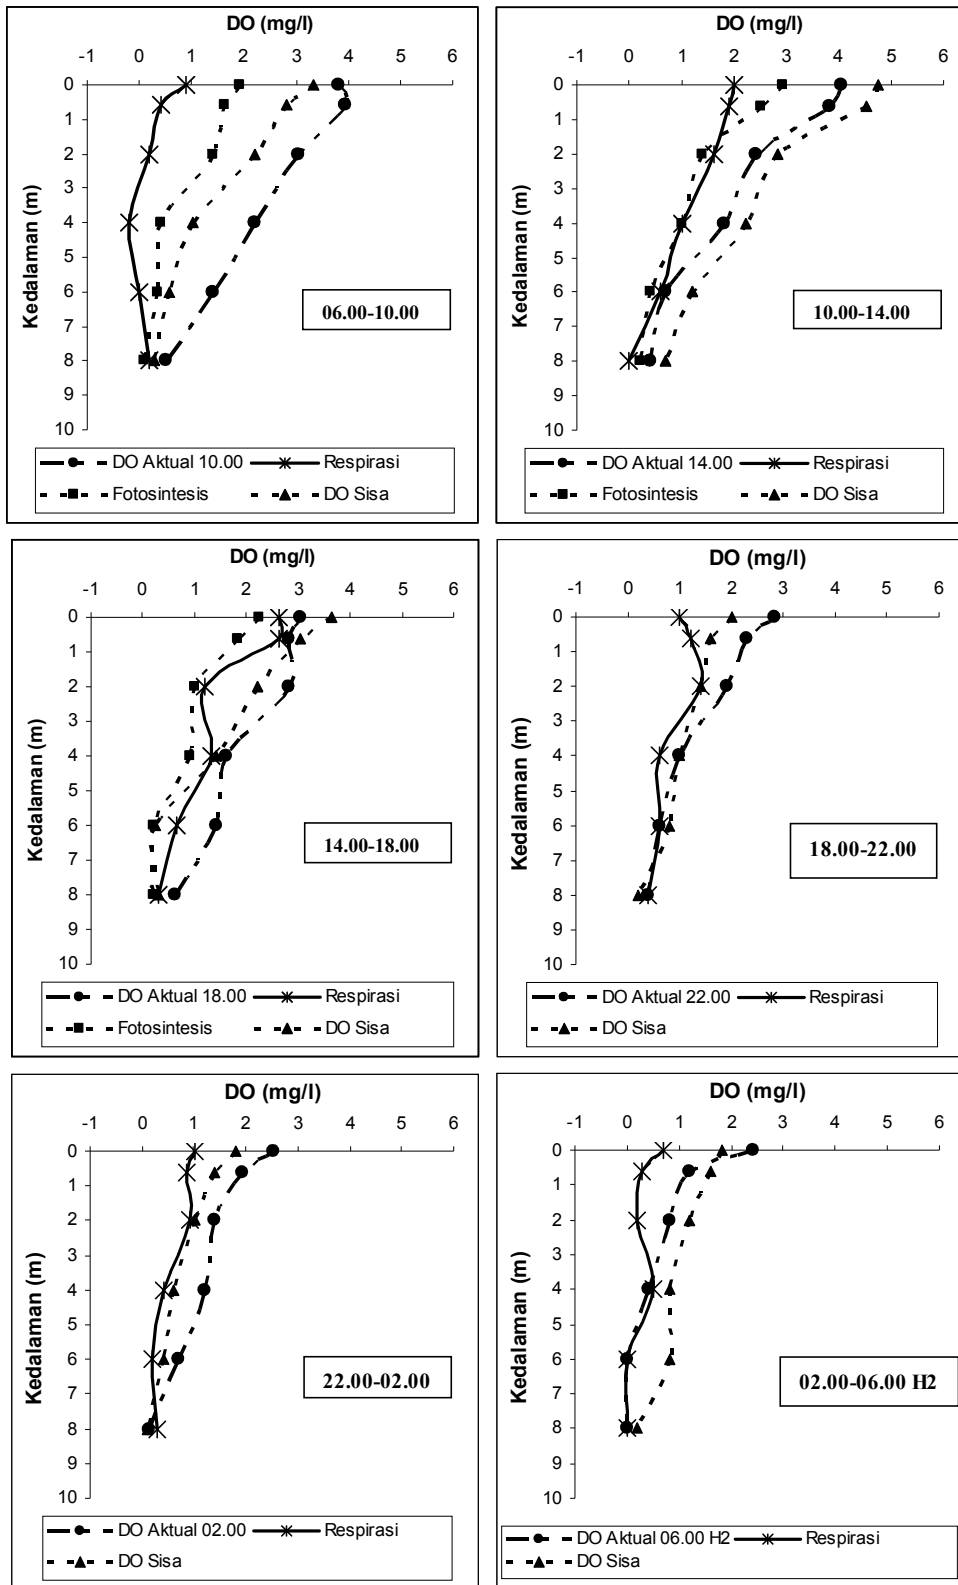 DO (mg/l)
-1 0 1 2 3 4 5 6
Kedalaman (m)
0
1
2
3
4
5
6
7
8
9
10
06.00-10.00
DO Aktual 10.00 Respirasi
Fotosintesis DO Sisa
DO (mg/l)
-1 0 1 2 3 4 5 6
Kedalaman (m)
0
1
2
3
4
5
6
7
8
9
10
10.00-14.00
DO Aktual 14.00 Respirasi
Fotosintesis DO Sisa
DO (mg/l)
-1 0 1 2 3 4 5 6
Kedalaman (m)
0
1
2
3
4
5
6
7
8
9
10
14.00-18.00
DO Aktual 18.00 Respirasi
Fotosintesis DO Sisa
DO (mg/l)
-1 0 1 2 3 4 5 6
Kedalaman (m)
0
1
2
3
4
5
6
7
8
9
10
18.00-22.00
DO Aktual 22.00 Respirasi
DO Sisa
DO (mg/l)
-1 0 1 2 3 4 5 6
Kedalaman (m)
0
1
2
3
4
5
6
7
8
9
10
22.00-02.00
DO Aktual 02.00 Respirasi
DO Sisa
DO (mg/l)
-1 0 1 2 3 4 5 6
Kedalaman (m)
0
1
2
3
4
5
6
7
8
9
10
02.00-06.00 H2
DO Aktual 06.00 H2 Respirasi
DO Sisa